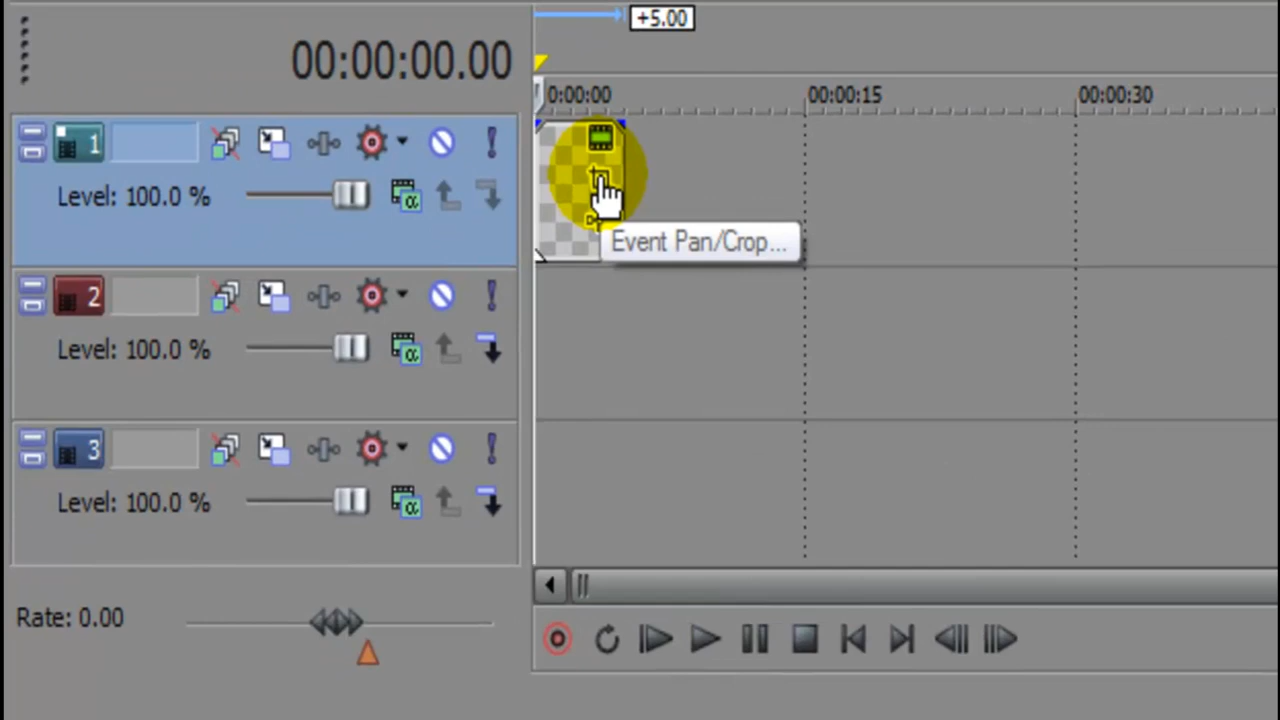 +5.00
00:00:00.00
0:00:00 00:00:15 00:00:30
1
Level: 100.0 %
Event Pan/Crop...
2
Level: 100.0 %
3
Level: 100.0 %
Rate: 0.00